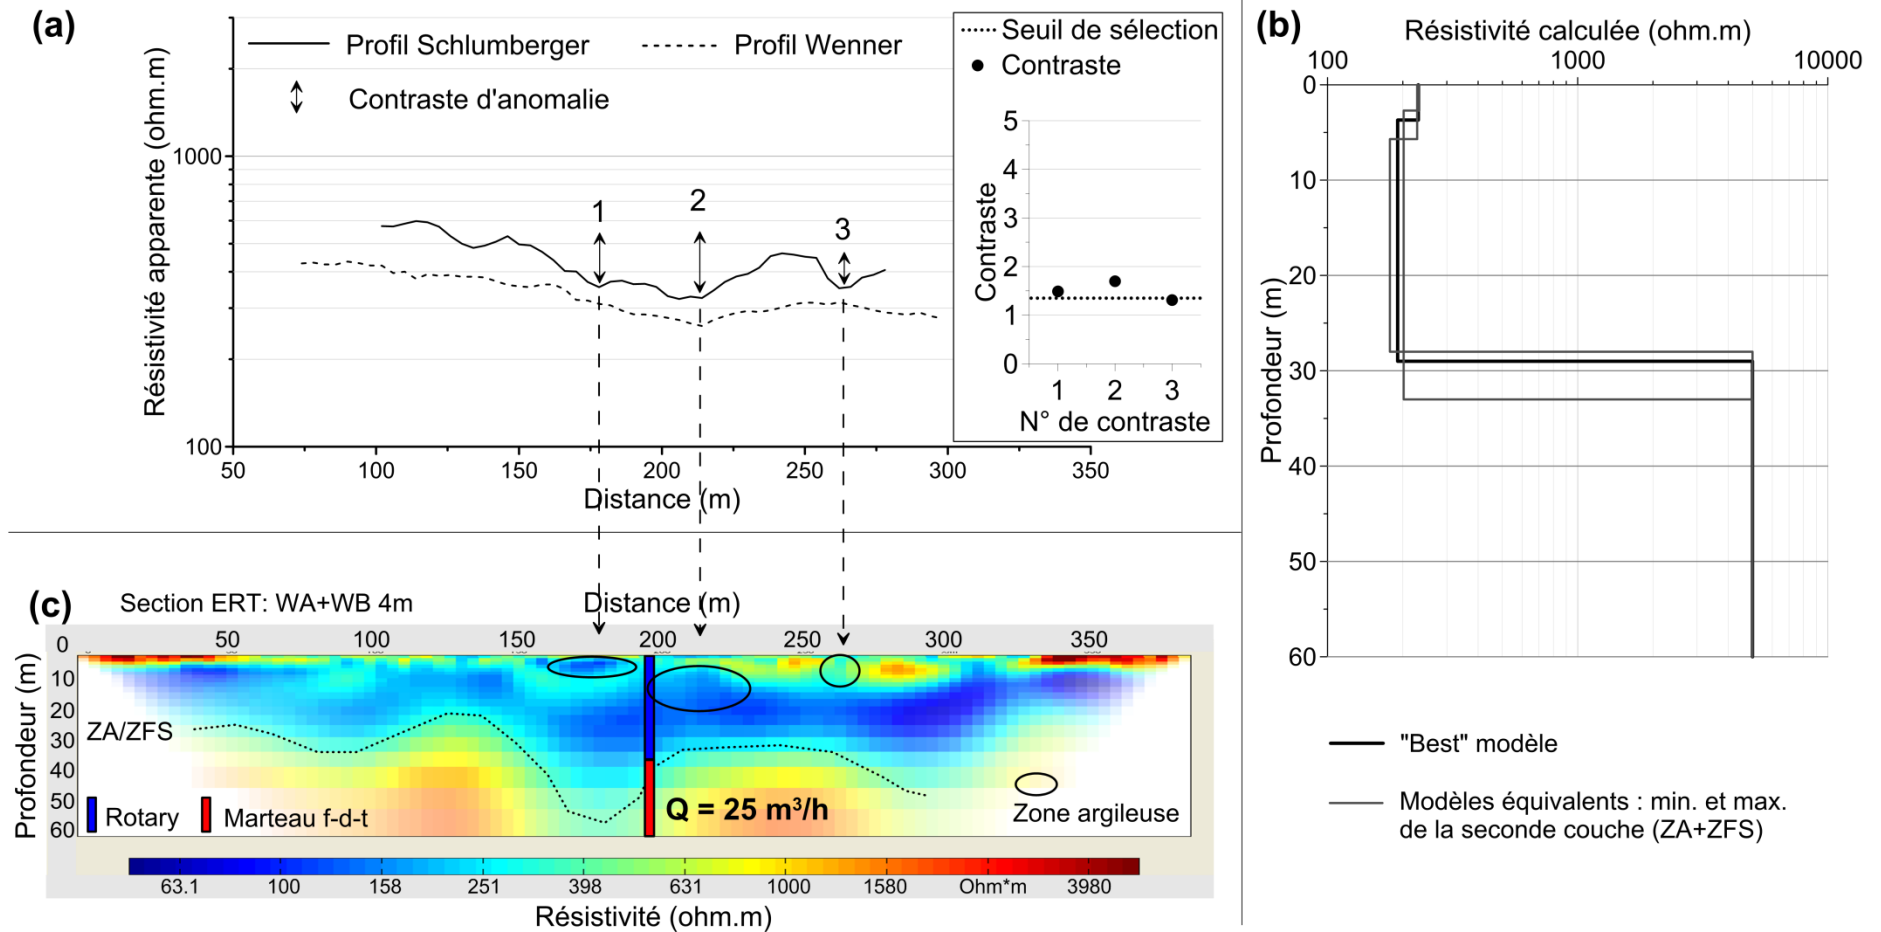 (a)
Profil Schlumberger
Profil Wenner
Contraste d'anomalie
Résistivité apparente (ohm.m)
1000
100
1
2
3
50 100 150 200 250 300 350
Distance (m)
Seuil de sélection
Contraste
Contraste
5
4
3
2
1
0
1 2 3
N° de contraste
(b)
Résistivité calculée (ohm.m)
100 1000 10000
Profondeur (m)
0
10
20
30
40
50
60
"Best" modèle
Modèles équivalents : min. et max.
de la seconde couche (ZA+ZFS)
(c)
Section ERT: WA+WB 4m
Distance (m)
50 100 150 200 250 300 350
Profondeur (m)
0
10
20
30
40
50
60
ZA/ZFS
Rotary
Marteau f-d-t
Q = 25 m³/h
Zone argileuse
63.1 100 158 251 398 631 1000 1580 Ohm*m 3980
Résistivité (ohm.m)